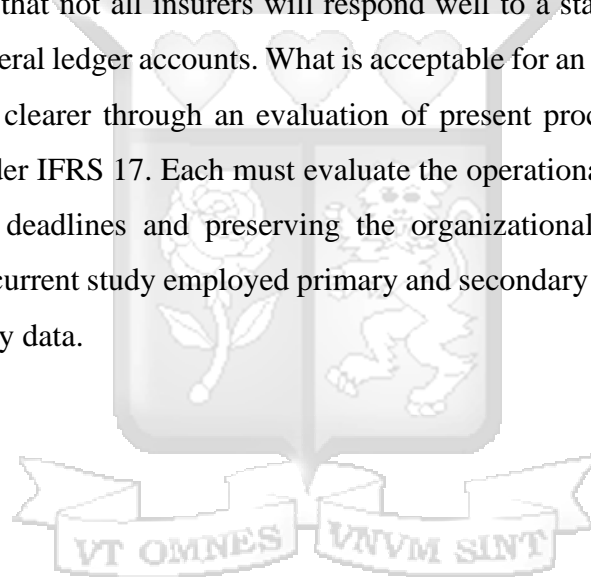 that not all insurers will respond well to a sta
eral ledger accounts. What is acceptable for an
clearer through an evaluation of present proc
der IFRS 17. Each must evaluate the operationa
deadlines and preserving the organizational
current study employed primary and secondary
y data.
VT OMNES VNVM SINT